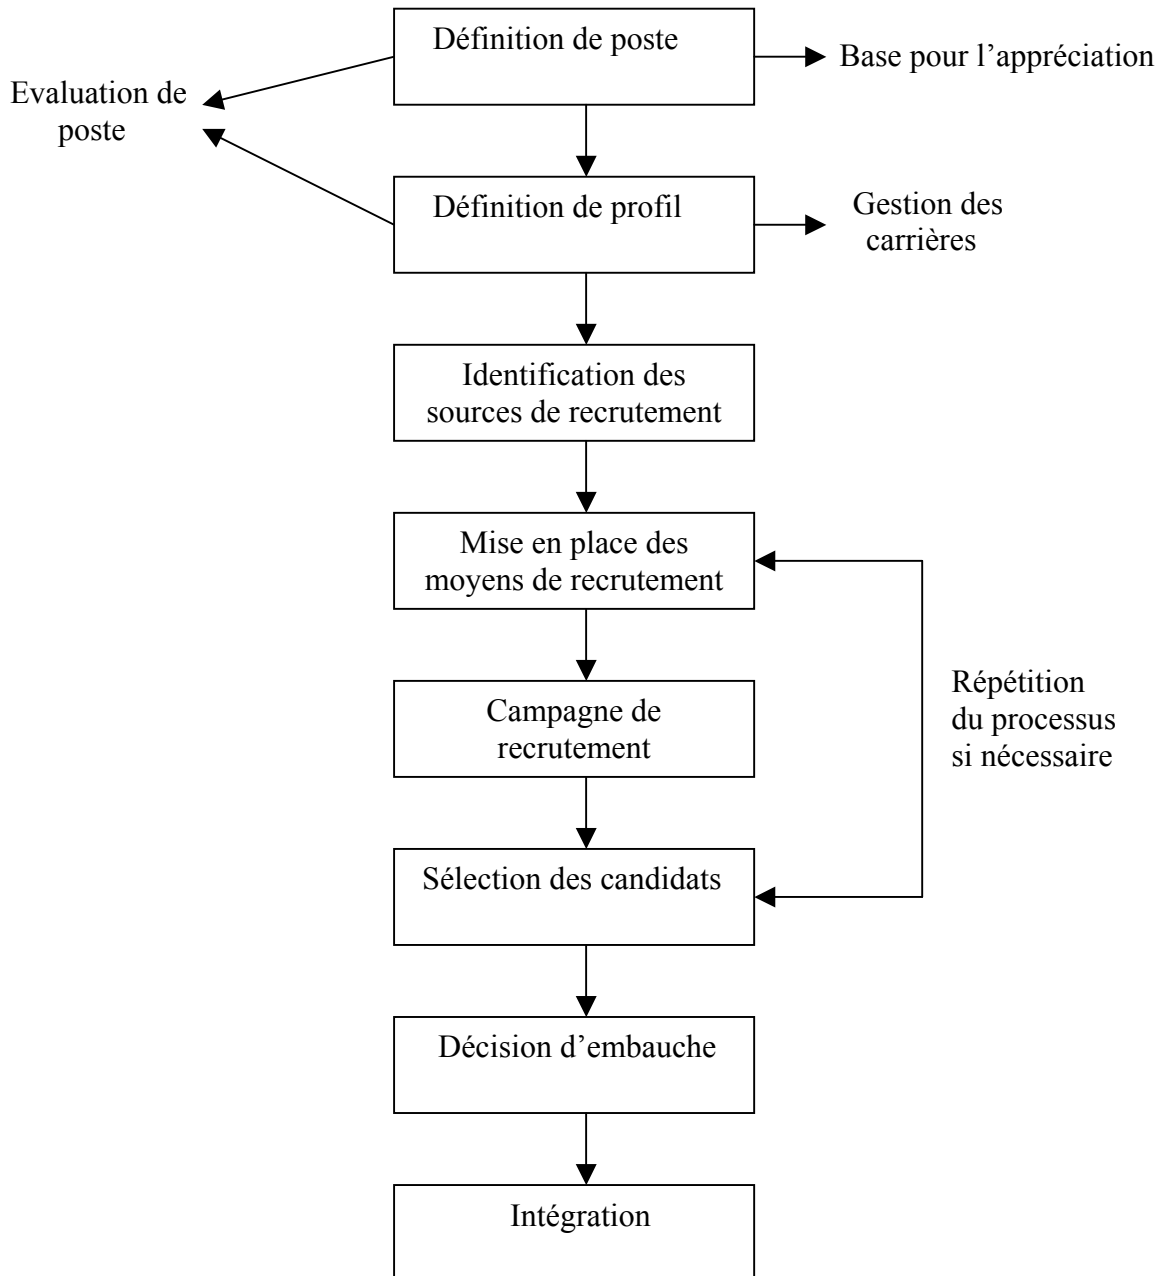 Définition de poste
Base pour l’appréciation
Evaluation de
poste
Définition de profil
Gestion des
carrières
Identification des
sources de recrutement
Mise en place des
moyens de recrutement
Campagne de
recrutement
Répétition
du processus
si nécessaire
Sélection des candidats
Décision d’embauche
Intégration